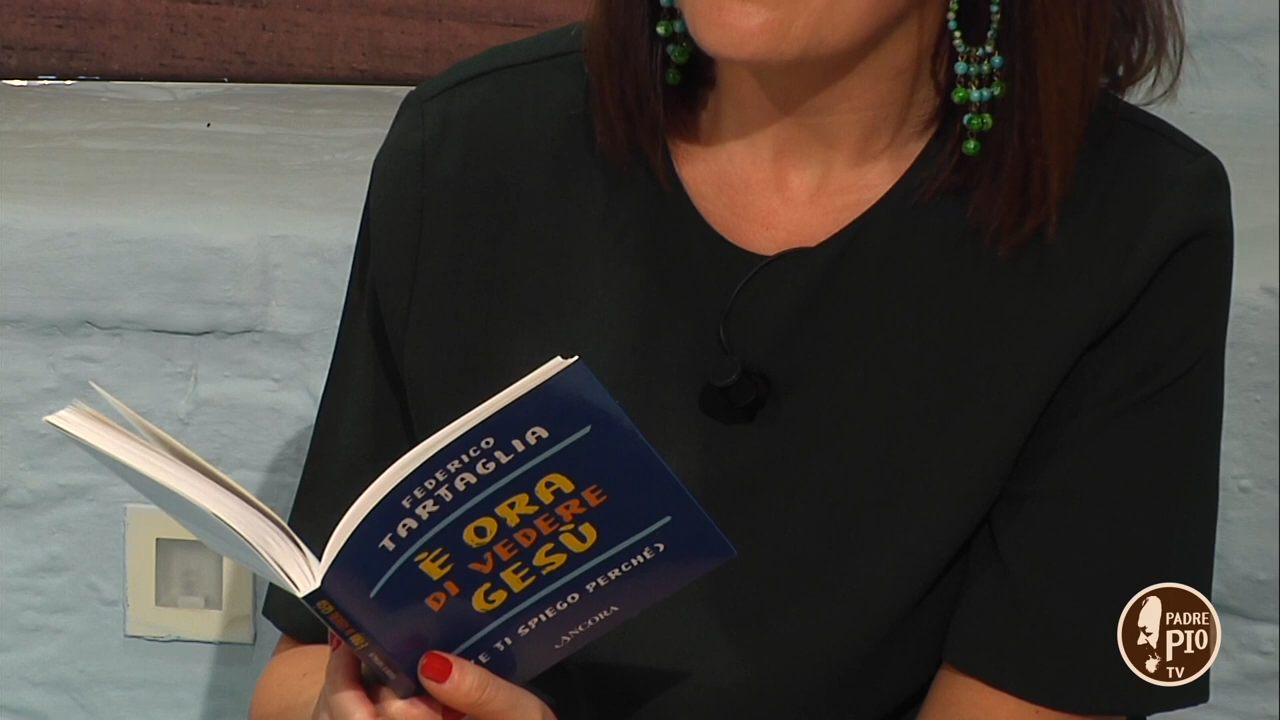 FEDERICO
TARTAGLIA
È ORA
DI VEDERE
GESÙ
E TI SPIEGO PERCHÉ)
ANCORA
PADRE
PIO
TV